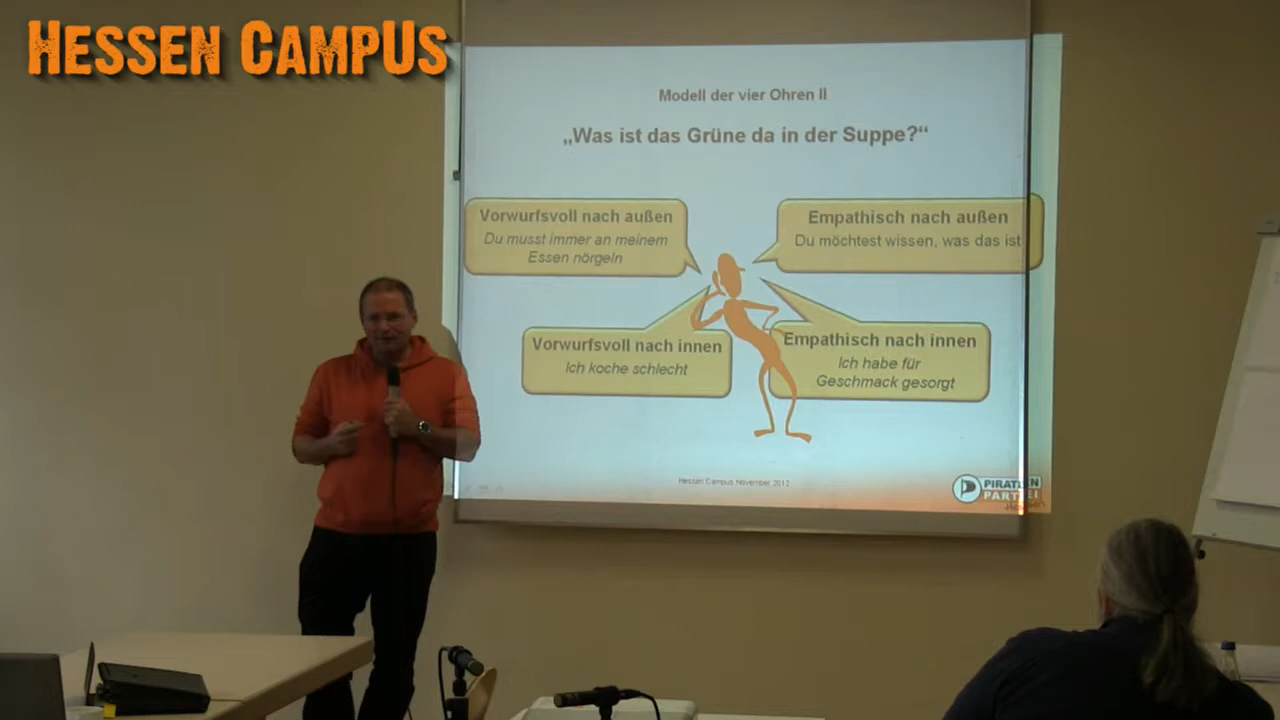 HESSEN CAMPUS
Modell der vier Ohren II
„Was ist das Grüne da in der Suppe?“
Vorwurfsvoll nach außen
Du musst immer an meinem
Essen nörgeln
Empathisch nach außen
Du möchtest wissen, was das ist
Vorwurfsvoll nach innen
Ich koche schlecht
Empathisch nach innen
Ich habe für
Geschmack gesorgt
Hessen Campus November 2012
PIRATEN
PARTEI
Hessen